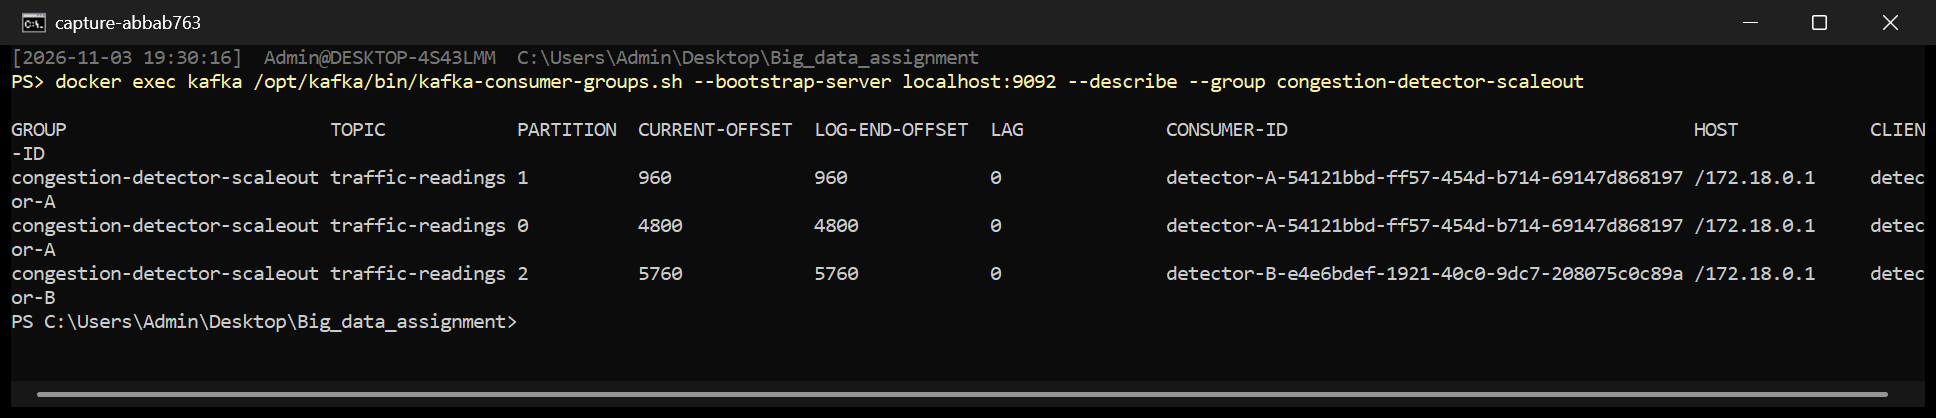 capture-abbab763
[2026-11-03 19:30:16]  Admin@DESKTOP-4S43LMM  C:\Users\Admin\Desktop\Big_data_assignment
PS> docker exec kafka /opt/kafka/bin/kafka-consumer-groups.sh --bootstrap-server localhost:9092 --describe --group congestion-detector-scaleout
GROUP                        TOPIC            PARTITION  CURRENT-OFFSET  LOG-END-OFFSET  LAG             CONSUMER-ID                                     HOST            CLIEN
-ID
congestion-detector-scaleout traffic-readings 1          960             960             0               detector-A-54121bbd-ff57-454d-b714-69147d868197 /172.18.0.1     detec
or-A
congestion-detector-scaleout traffic-readings 0          4800            4800            0               detector-A-54121bbd-ff57-454d-b714-69147d868197 /172.18.0.1     detec
or-A
congestion-detector-scaleout traffic-readings 2          5760            5760            0               detector-B-e4e6bdef-1921-40c0-9dc7-208075c0c89a /172.18.0.1     detec
or-B
PS C:\Users\Admin\Desktop\Big_data_assignment>